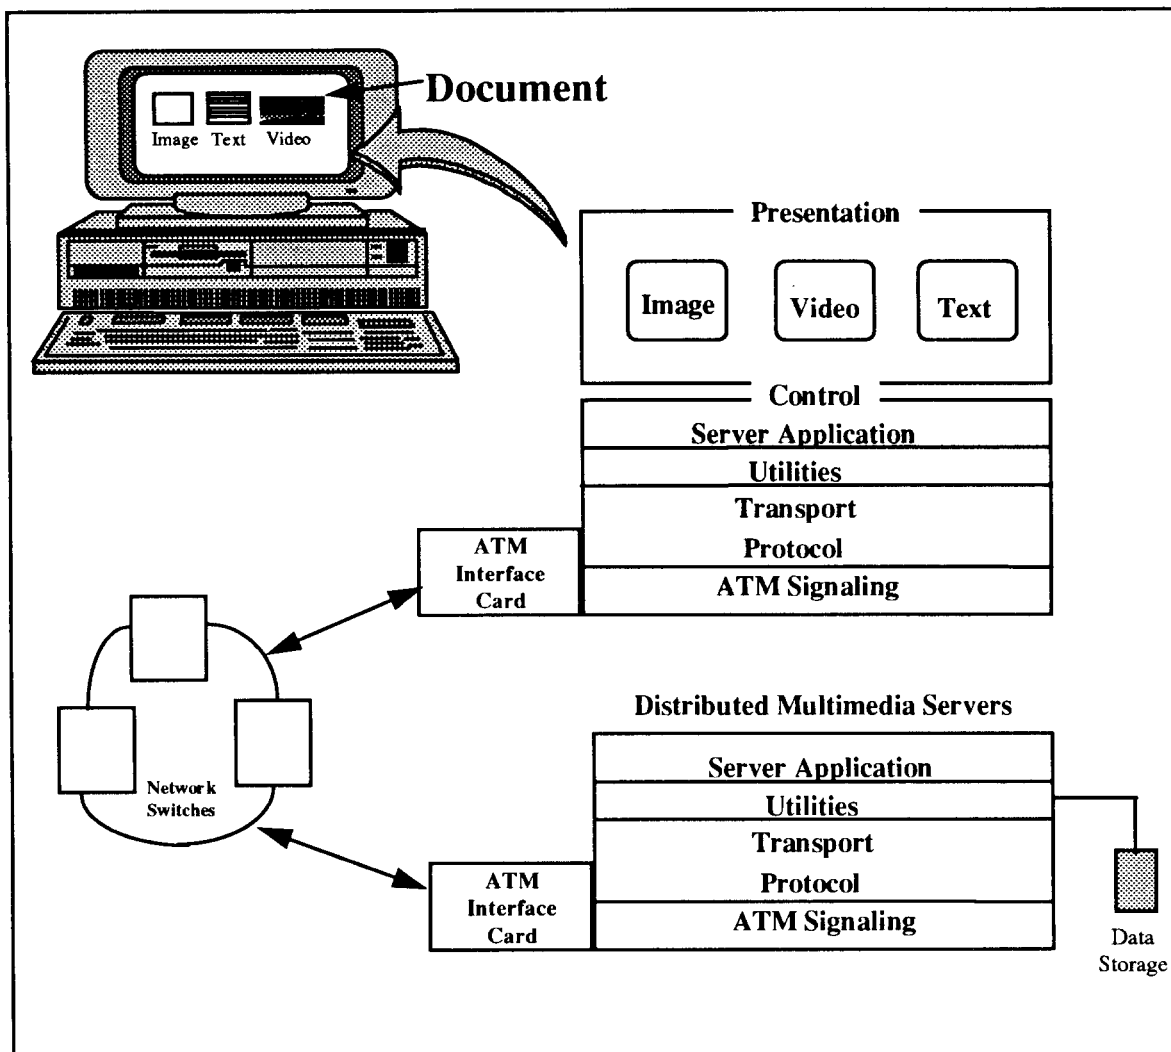 Document
Image Text Video
Presentation
Image Video Text
Control
Server Application
Utilities
Transport
Protocol
ATM Signaling
ATM
Interface
Card
Network
Switches
Distributed Multimedia Servers
Server Application
Utilities
Transport
Protocol
ATM Signaling
ATM
Interface
Card
Data
Storage